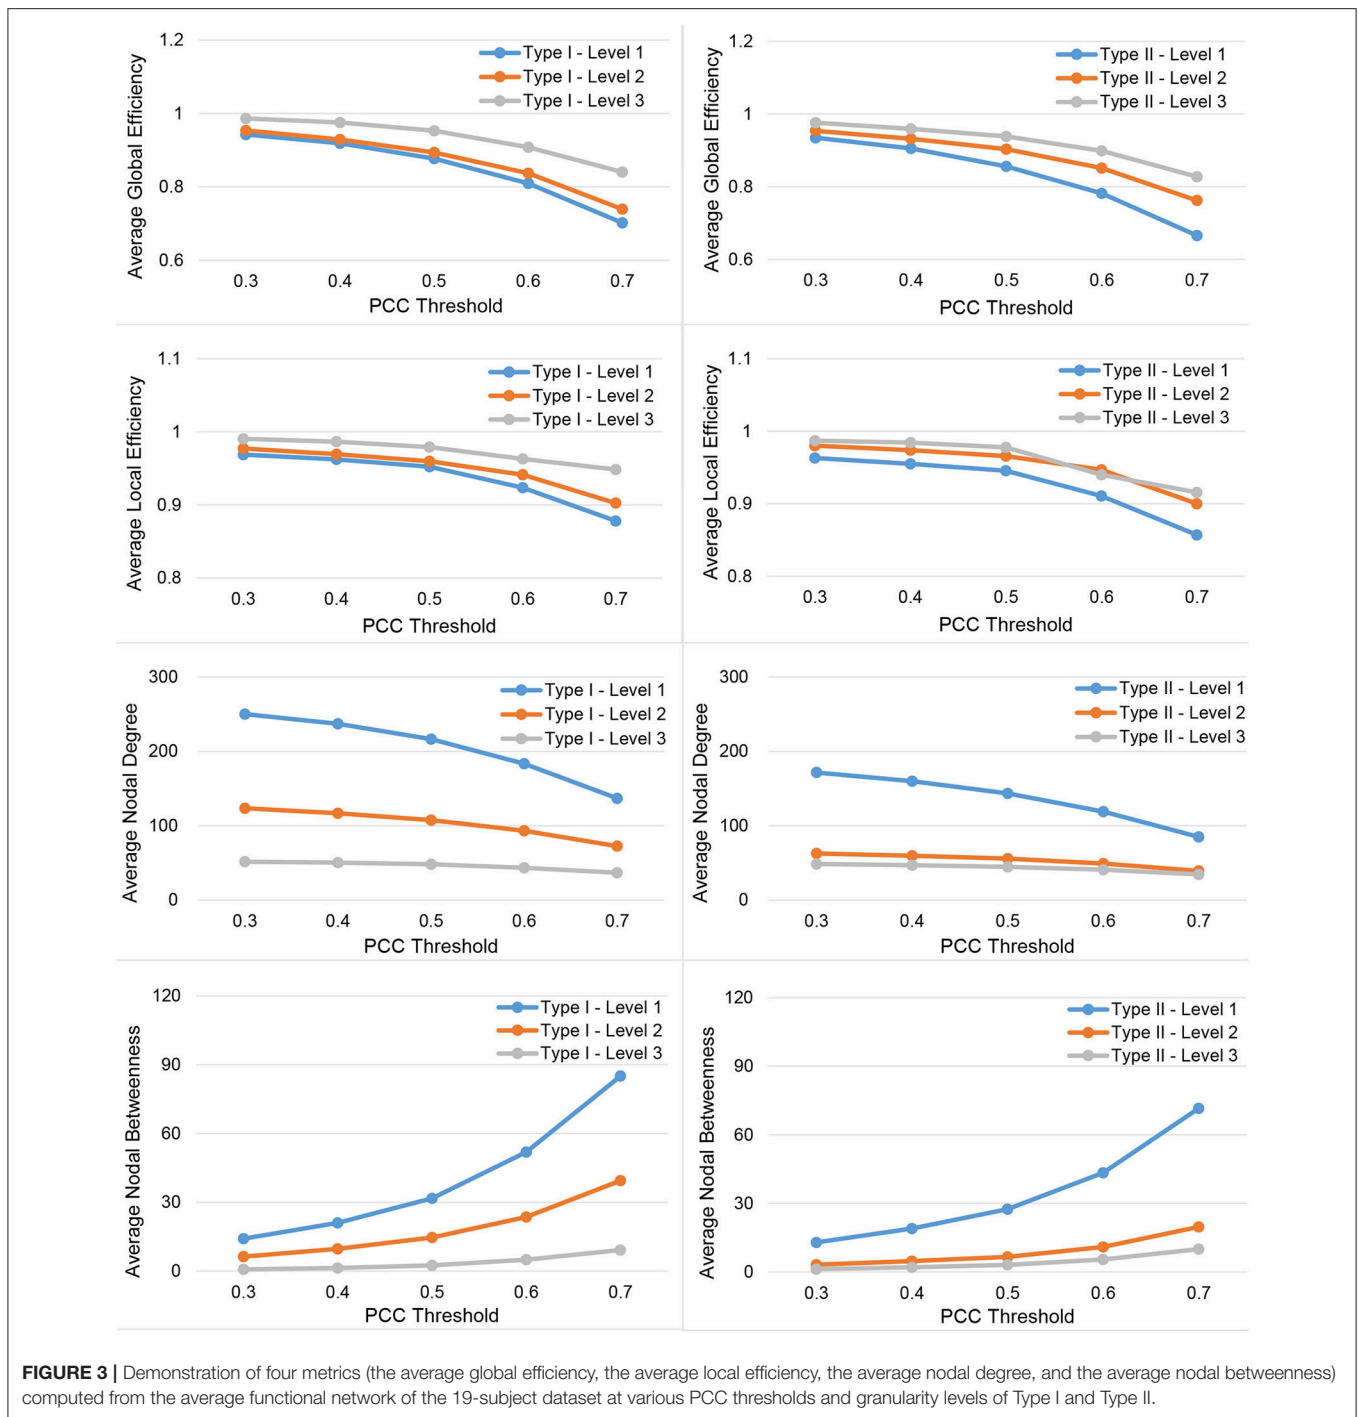 1.2
1
0.8
0.6
Average Global Efficiency
Type I - Level 1
Type I - Level 2
Type I - Level 3
0.3 0.4 0.5 0.6 0.7
PCC Threshold
1.2
1
0.8
0.6
Average Global Efficiency
Type II - Level 1
Type II - Level 2
Type II - Level 3
0.3 0.4 0.5 0.6 0.7
PCC Threshold
1.1
1
0.9
0.8
Average Local Efficiency
Type I - Level 1
Type I - Level 2
Type I - Level 3
0.3 0.4 0.5 0.6 0.7
PCC Threshold
1.1
1
0.9
0.8
Average Local Efficiency
Type II - Level 1
Type II - Level 2
Type II - Level 3
0.3 0.4 0.5 0.6 0.7
PCC Threshold
300
200
100
0
Average Nodal Degree
Type I - Level 1
Type I - Level 2
Type I - Level 3
0.3 0.4 0.5 0.6 0.7
PCC Threshold
300
200
100
0
Average Nodal Degree
Type II - Level 1
Type II - Level 2
Type II - Level 3
0.3 0.4 0.5 0.6 0.7
PCC Threshold
120
90
60
30
0
Average Nodal Betweenness
Type I - Level 1
Type I - Level 2
Type I - Level 3
0.3 0.4 0.5 0.6 0.7
PCC Threshold
120
90
60
30
0
Average Nodal Betweenness
Type II - Level 1
Type II - Level 2
Type II - Level 3
0.3 0.4 0.5 0.6 0.7
PCC Threshold
FIGURE 3 | Demonstration of four metrics (the average global efficiency, the average local efficiency, the average nodal degree, and the average nodal betweenness)
computed from the average functional network of the 19-subject dataset at various PCC thresholds and granularity levels of Type I and Type II.